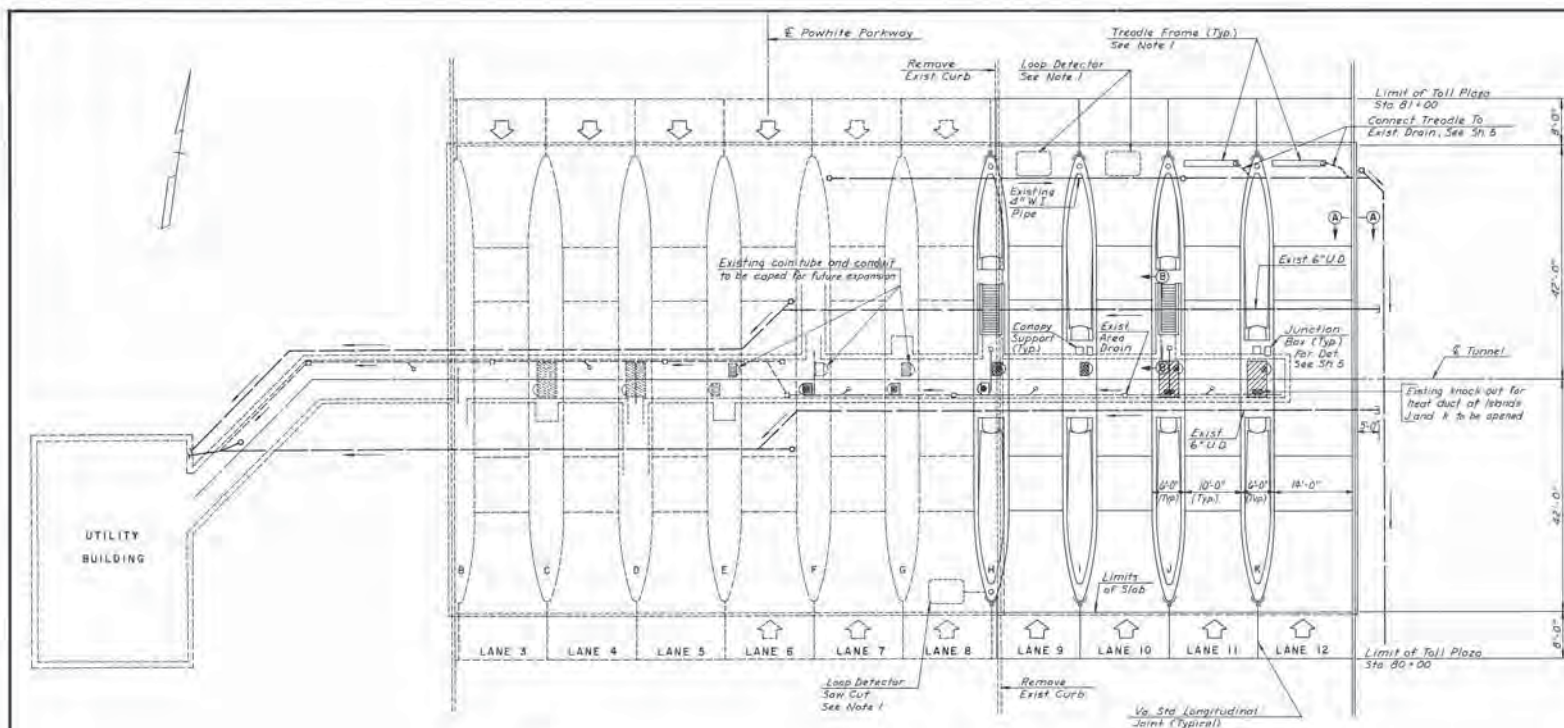 ℄ Powhite Parkway
Treadle Frame (Typ.)
See Note 1
Remove
Exist Curb
Loop Detector
See Note 1
Limit of Toll Plaza
Sta. 81+00
Connect Treadle To
Exist Drain, See Sh 5
8'-0"
Existing
4" W.I.
Pipe
A
A
Existing coin tube and conduit
to be caped for future expansion
B
Exist 6" U.D.
42'-0"
Canopy
Support
(Typ.)
Exist
Area
Drain
Junction
Box (Typ.)
For Det.
See Sh 5
℄ Tunnel
Existing knock out for
heat duct at Islands
J and K to be opened
5'-0"
Exist
6" U.D.
6'-0"
(Typ.)
10'-0"
(Typ.)
6'-0"
(Typ)
14'-0"
42'-0"
UTILITY
BUILDING
B
C
D
E
F
G
H
I
J
K
Limits
of Slab
LANE 3
LANE 4
LANE 5
LANE 6
LANE 7
LANE 8
LANE 9
LANE 10
LANE 11
LANE 12
8'-0"
Limit of Toll Plaza
Sta 80+00
Loop Detector
Saw Cut
See Note 1
Remove
Exist Curb
Va. Std Longitudinal
Joint (Typical)